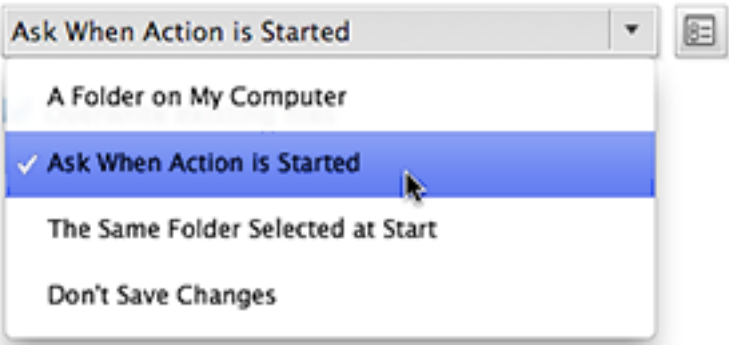 Ask When Action is Started
A Folder on My Computer
Ask When Action is Started
The Same Folder Selected at Start
Don't Save Changes